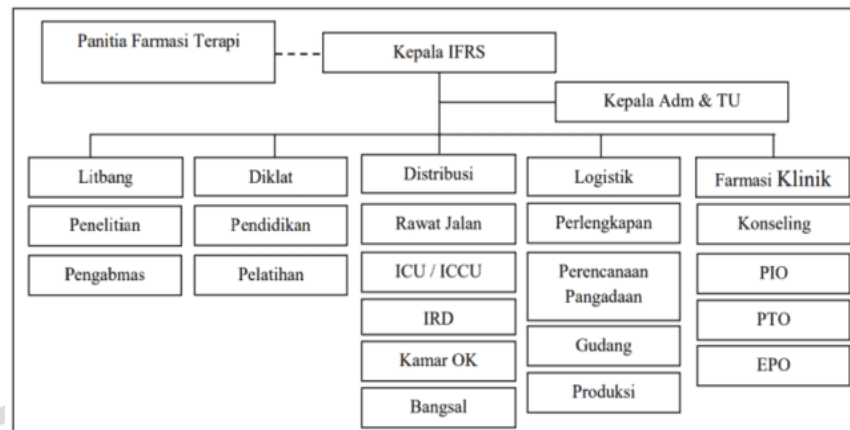 Panitia Farmasi Terapi
Kepala IFRS
Kepala Adm & TU
Litbang
Diklat
Distribusi
Logistik
Farmasi Klinik
Penelitian
Pendidikan
Rawat Jalan
Perlengkapan
Konseling
Pengabmas
Pelatihan
ICU / ICCU
Perencanaan
Pangadaan
PIO
IRD
PTO
Gudang
Kamar OK
EPO
Produksi
Bangsal